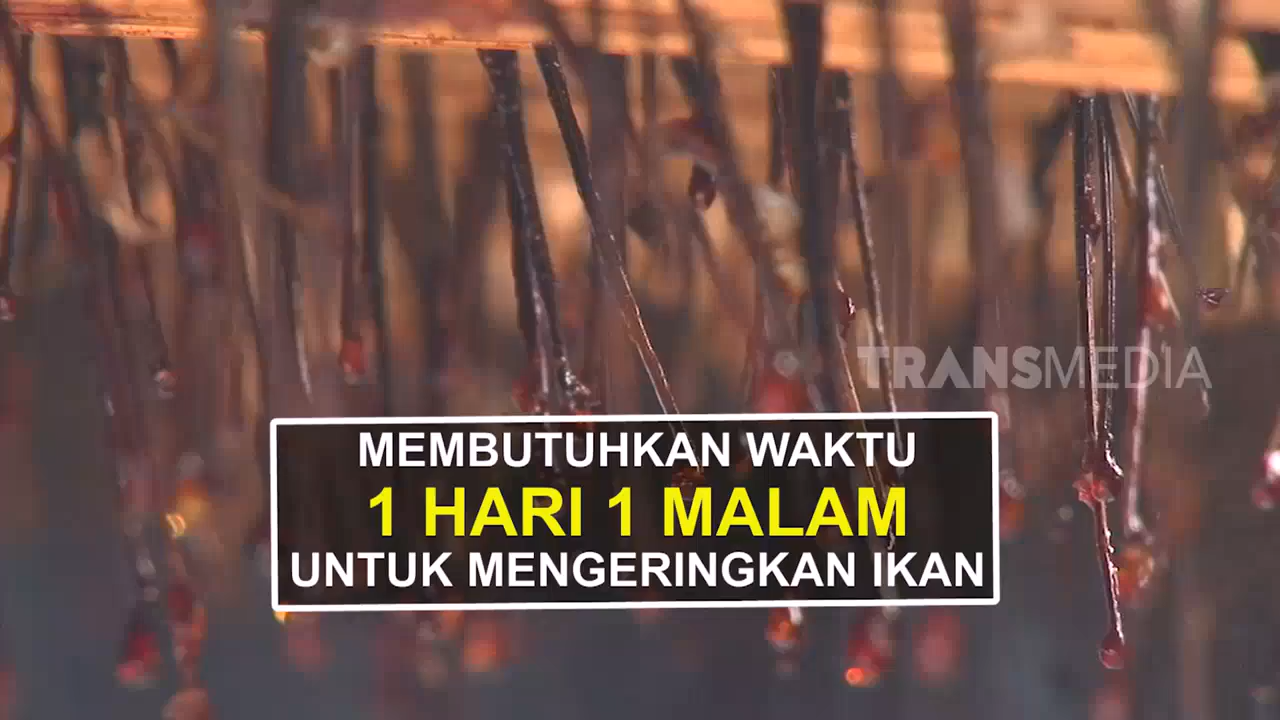 TRANSMEDIA
MEMBUTUHKAN WAKTU
1 HARI 1 MALAM
UNTUK MENGERINGKAN IKAN